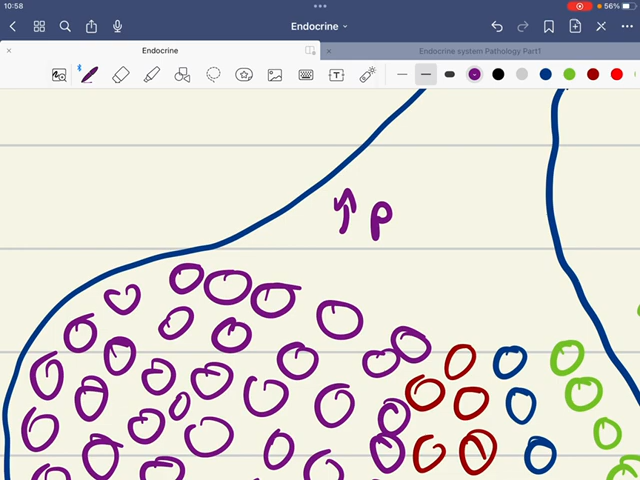 10:58
56%
Endocrine
Endocrine
Endocrine system Pathology Part1
↑ P